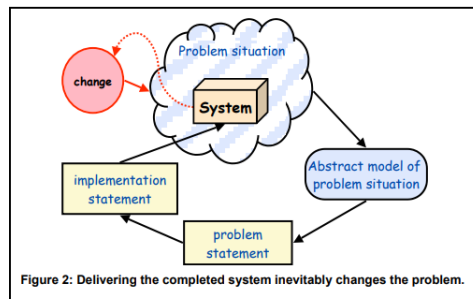 Problem situation
change
System
implementation
statement
Abstract model of
problem situation
problem
statement
Figure 2: Delivering the completed system inevitably changes the problem.